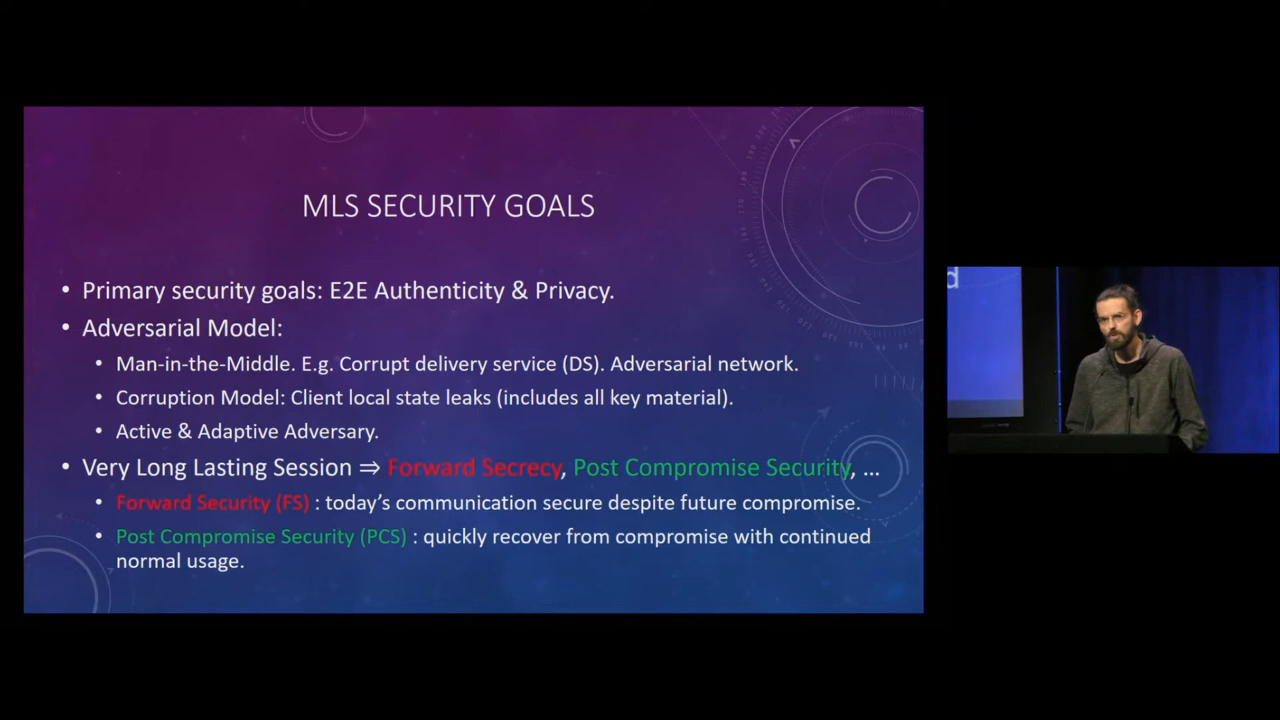 MLS SECURITY GOALS
• Primary security goals: E2E Authenticity & Privacy.
• Adversarial Model:
• Man-in-the-Middle. E.g. Corrupt delivery service (DS). Adversarial network.
• Corruption Model: Client local state leaks (includes all key material).
• Active & Adaptive Adversary.
• Very Long Lasting Session ⇒ Forward Secrecy, Post Compromise Security, ...
• Forward Security (FS) : today's communication secure despite future compromise.
• Post Compromise Security (PCS) : quickly recover from compromise with continued
normal usage.